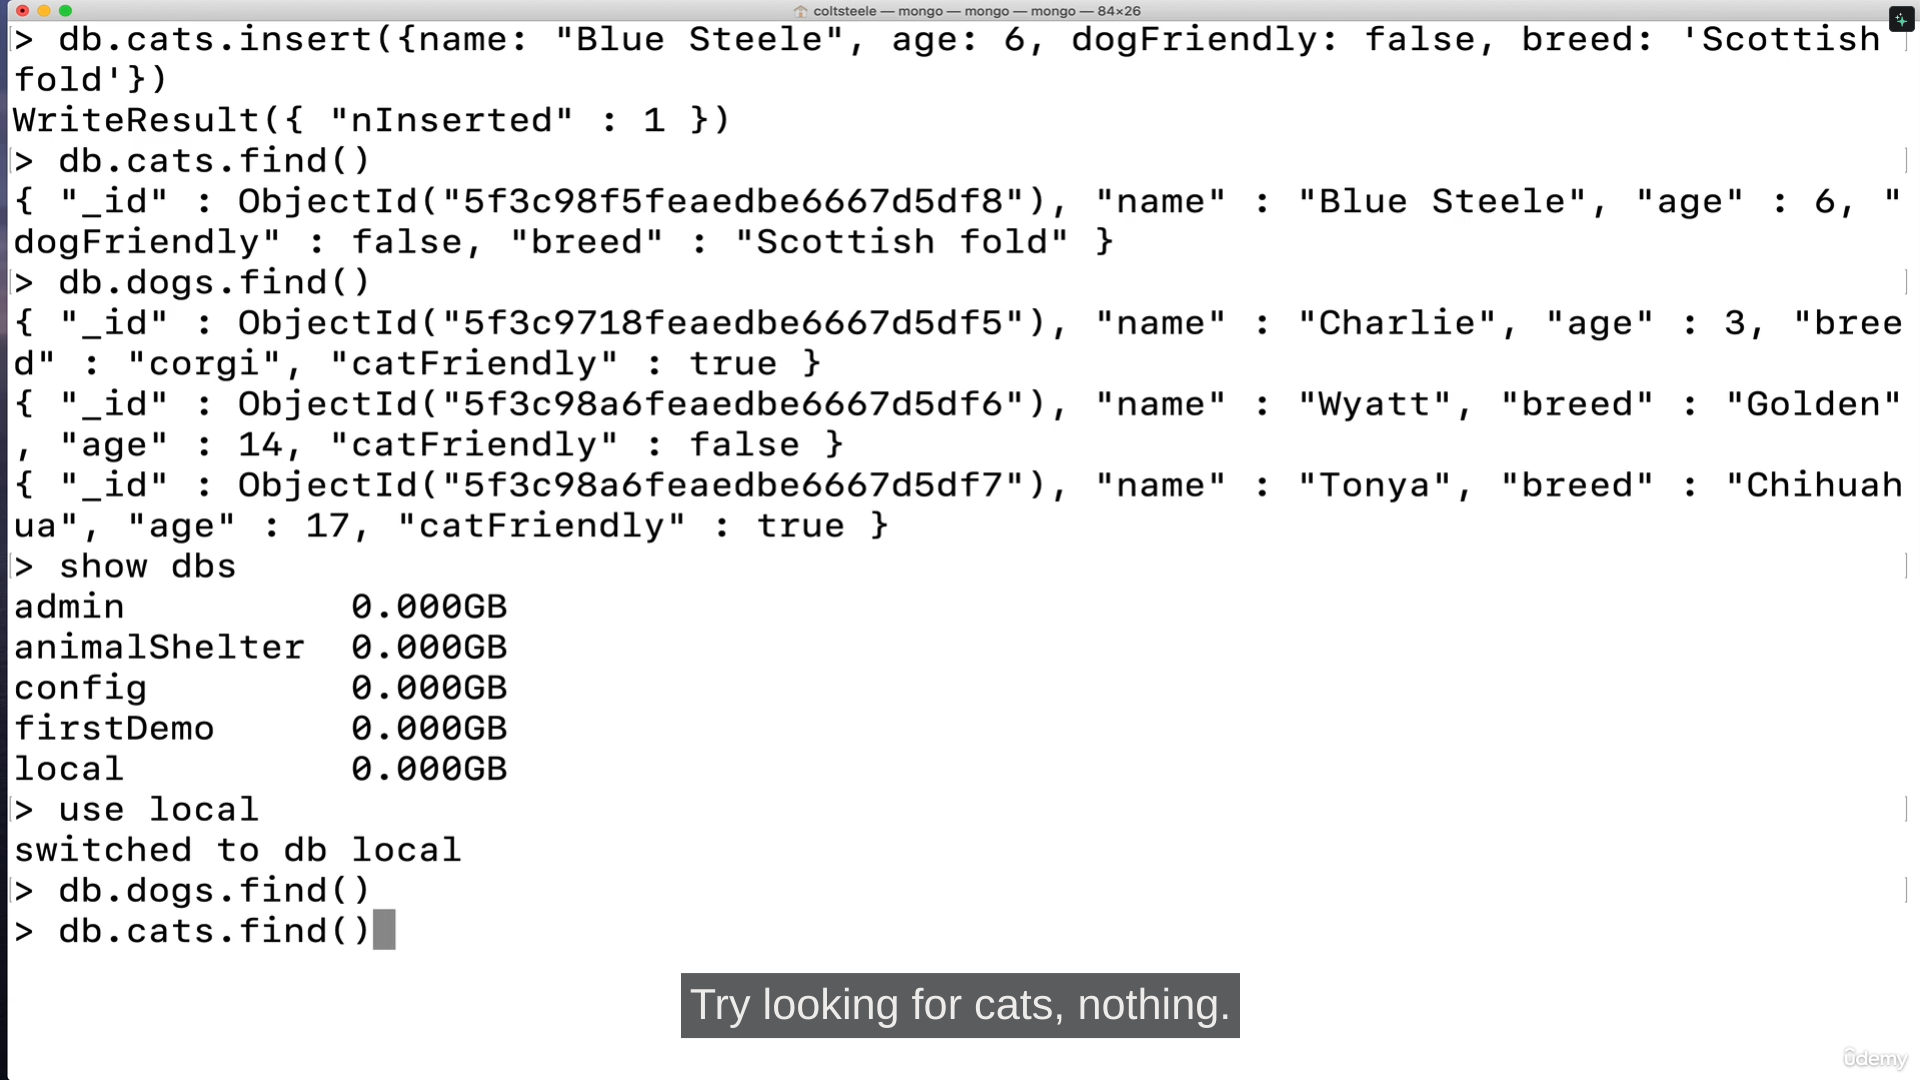 coltsteele — mongo — mongo — mongo — 84×26
> db.cats.insert({name: "Blue Steele", age: 6, dogFriendly: false, breed: 'Scottish
fold'})
WriteResult({ "nInserted" : 1 })
> db.cats.find()
{ "_id" : ObjectId("5f3c98f5feaedbe6667d5df8"), "name" : "Blue Steele", "age" : 6, "
dogFriendly" : false, "breed" : "Scottish fold" }
> db.dogs.find()
{ "_id" : ObjectId("5f3c9718feaedbe6667d5df5"), "name" : "Charlie", "age" : 3, "bree
d" : "corgi", "catFriendly" : true }
{ "_id" : ObjectId("5f3c98a6feaedbe6667d5df6"), "name" : "Wyatt", "breed" : "Golden"
, "age" : 14, "catFriendly" : false }
{ "_id" : ObjectId("5f3c98a6feaedbe6667d5df7"), "name" : "Tonya", "breed" : "Chihuah
ua", "age" : 17, "catFriendly" : true }
> show dbs
admin          0.000GB
animalShelter  0.000GB
config         0.000GB
firstDemo      0.000GB
local          0.000GB
> use local
switched to db local
> db.dogs.find()
> db.cats.find()
Try looking for cats, nothing.
ûdemy